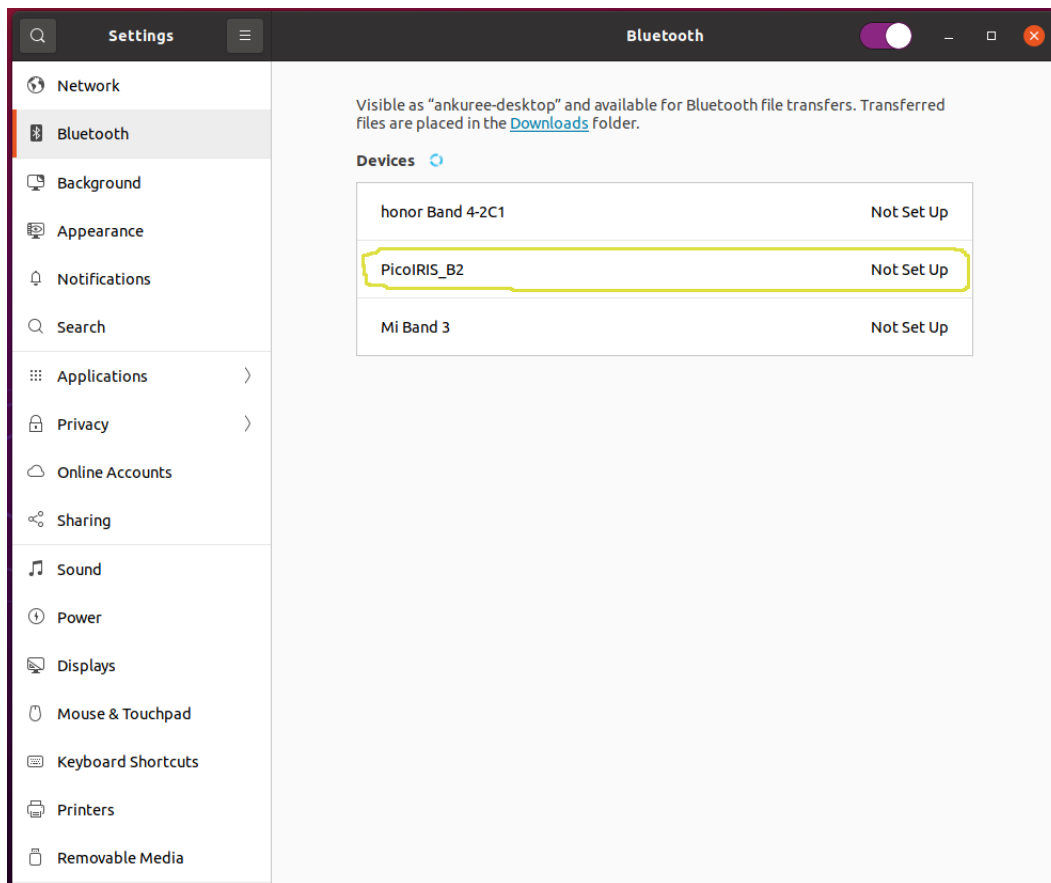 Settings
Bluetooth
Network
Bluetooth
Background
Appearance
Notifications
Search
Applications
Privacy
Online Accounts
Sharing
Sound
Power
Displays
Mouse & Touchpad
Keyboard Shortcuts
Printers
Removable Media
Visible as “ankuree-desktop” and available for Bluetooth file transfers. Transferred
files are placed in the Downloads folder.
Devices
honor Band 4-2C1 Not Set Up
PicoIRIS_B2 Not Set Up
Mi Band 3 Not Set Up